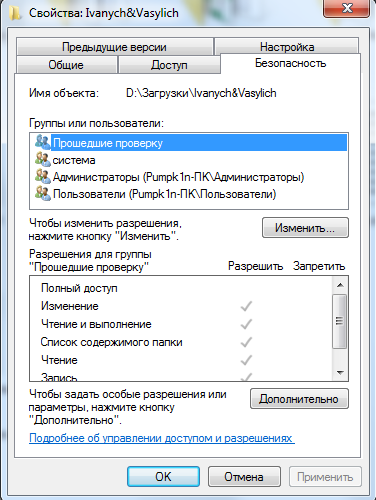 Свойства: Ivanych&Vasylich
Предыдущие версии
Настройка
Общие
Доступ
Безопасность
Имя объекта: D:\Загрузки\Ivanych&Vasylich
Группы или пользователи:
Прошедшие проверку
система
Администраторы (Pumpk1n-ПК\Администраторы)
Пользователи (Pumpk1n-ПК\Пользователи)
Чтобы изменить разрешения,
нажмите кнопку "Изменить".
Изменить...
Разрешения для группы
"Прошедшие проверку"
Разрешить
Запретить
Полный доступ
Изменение
Чтение и выполнение
Список содержимого папки
Чтение
Запись
Чтобы задать особые разрешения или
параметры, нажмите кнопку
"Дополнительно".
Дополнительно
Подробнее об управлении доступом и разрешениях
OK
Отмена
Применить